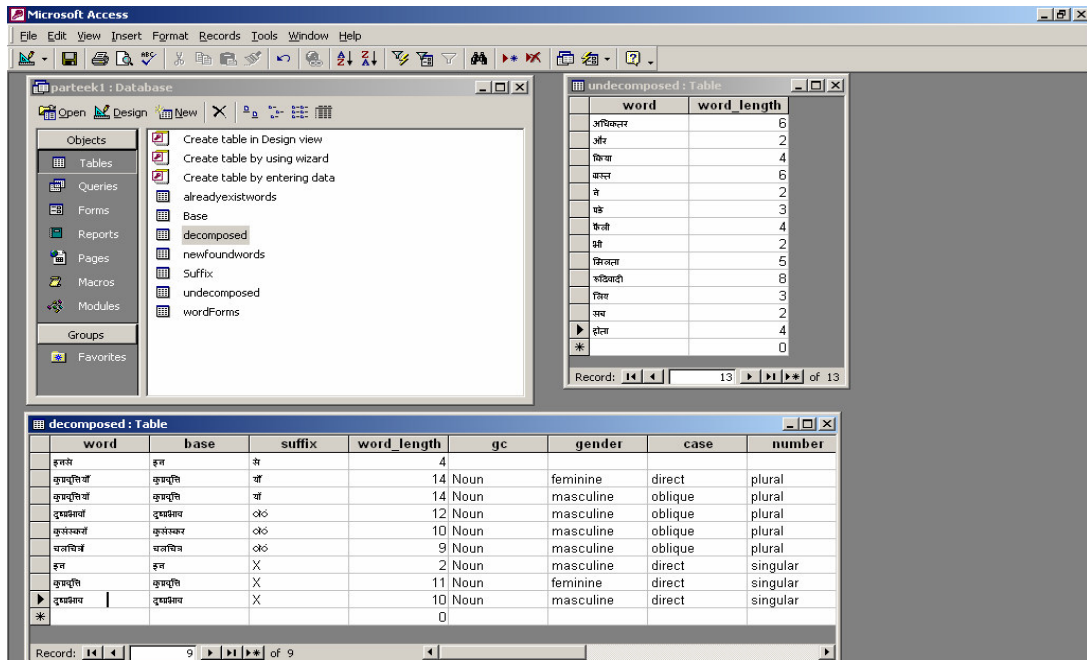 Microsoft Access
File Edit View Insert Format Records Tools Window Help
parteek1 : Database
Open Design New
Objects
Tables
Queries
Forms
Reports
Pages
Macros
Modules
Groups
Favorites
Create table in Design view
Create table by using wizard
Create table by entering data
alreadyexistwords
Base
decomposed
newfoundwords
Suffix
undecomposed
wordForms
undecomposed : Table
word word_length
अधिकतर 6
और 2
किया 4
ग्रस्त 6
ने 2
पड़े 3
फैली 4
भी 2
मिलता 5
रूढिवादी 8
लिए 3
सब 2
होता 4
0
Record: 13 of 13
decomposed : Table
word base suffix word_length gc gender case number
इनसे इन से 4
कुप्रवृत्तियाँ कुप्रवृत्ति याँ 14 Noun feminine direct plural
कुप्रवृत्तियों कुप्रवृत्ति यों 14 Noun masculine oblique plural
दुष्प्रभावों दुष्प्रभाव 12 Noun masculine oblique plural
कुसंस्कारों कुसंस्कार 10 Noun masculine oblique plural
चलचित्रों चलचित्र 9 Noun masculine oblique plural
इन इन X 2 Noun masculine direct singular
कुप्रवृत्ति कुप्रवृत्ति X 11 Noun feminine direct singular
दुष्प्रभाव दुष्प्रभाव X 10 Noun masculine direct singular
0
Record: 9 of 9